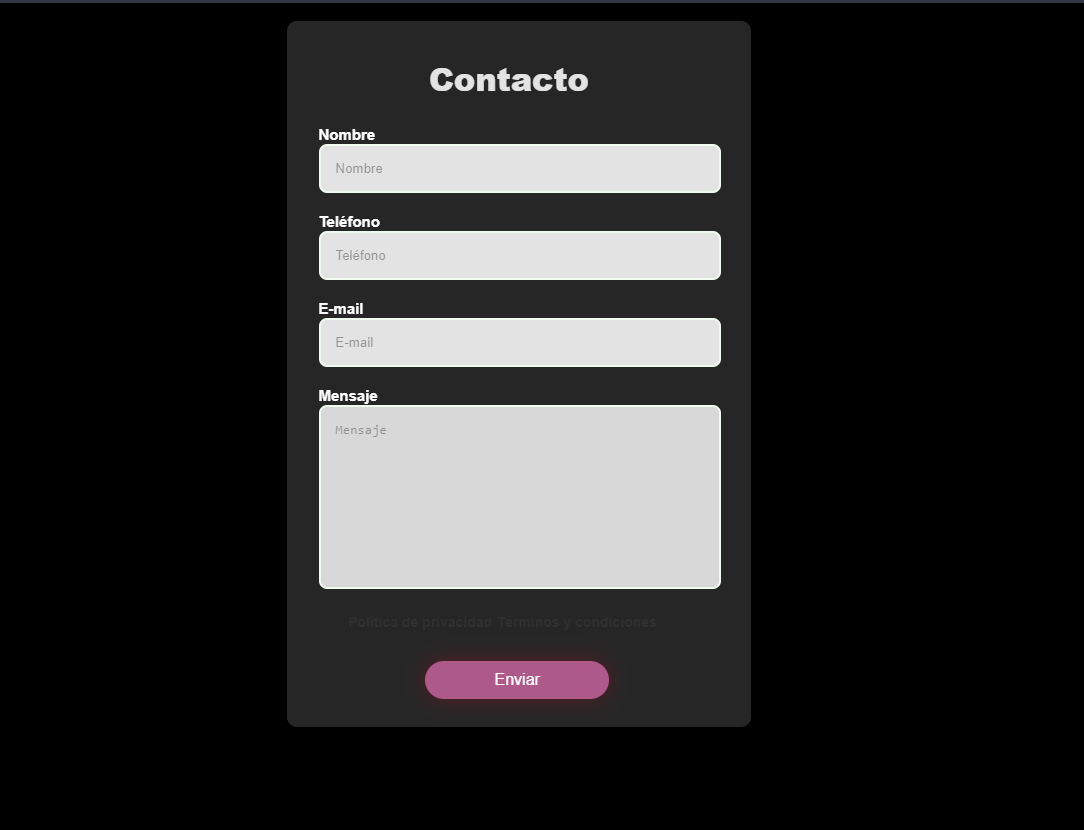 Contacto
Nombre
Nombre
Teléfono
Teléfono
E-mail
E-mail
Mensaje
Mensaje
Política de privacidad Terminos y condiciones
Enviar